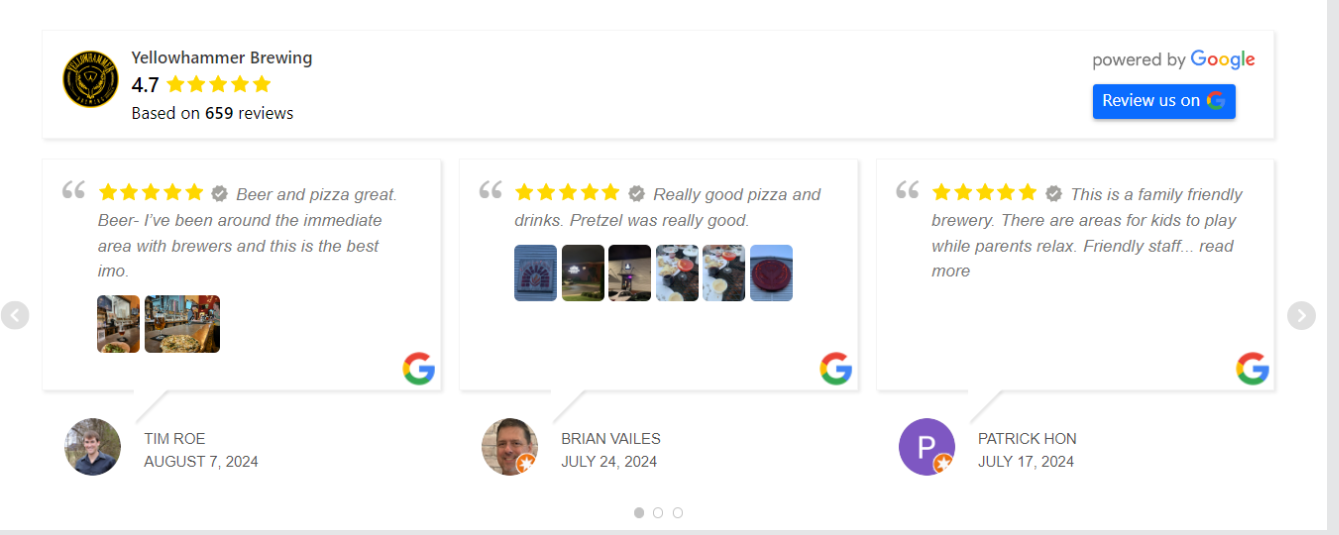 Yellowhammer Brewing
4.7
Based on 659 reviews
powered by Google
Review us on G
YELLOWHAMMER
BREWING
Beer and pizza great.
Beer- I've been around the immediate
area with brewers and this is the best
imo.
TIM ROE
AUGUST 7, 2024
Really good pizza and
drinks. Pretzel was really good.
BRIAN VAILES
JULY 24, 2024
This is a family friendly
brewery. There are areas for kids to play
while parents relax. Friendly staff... read
more
P
PATRICK HON
JULY 17, 2024